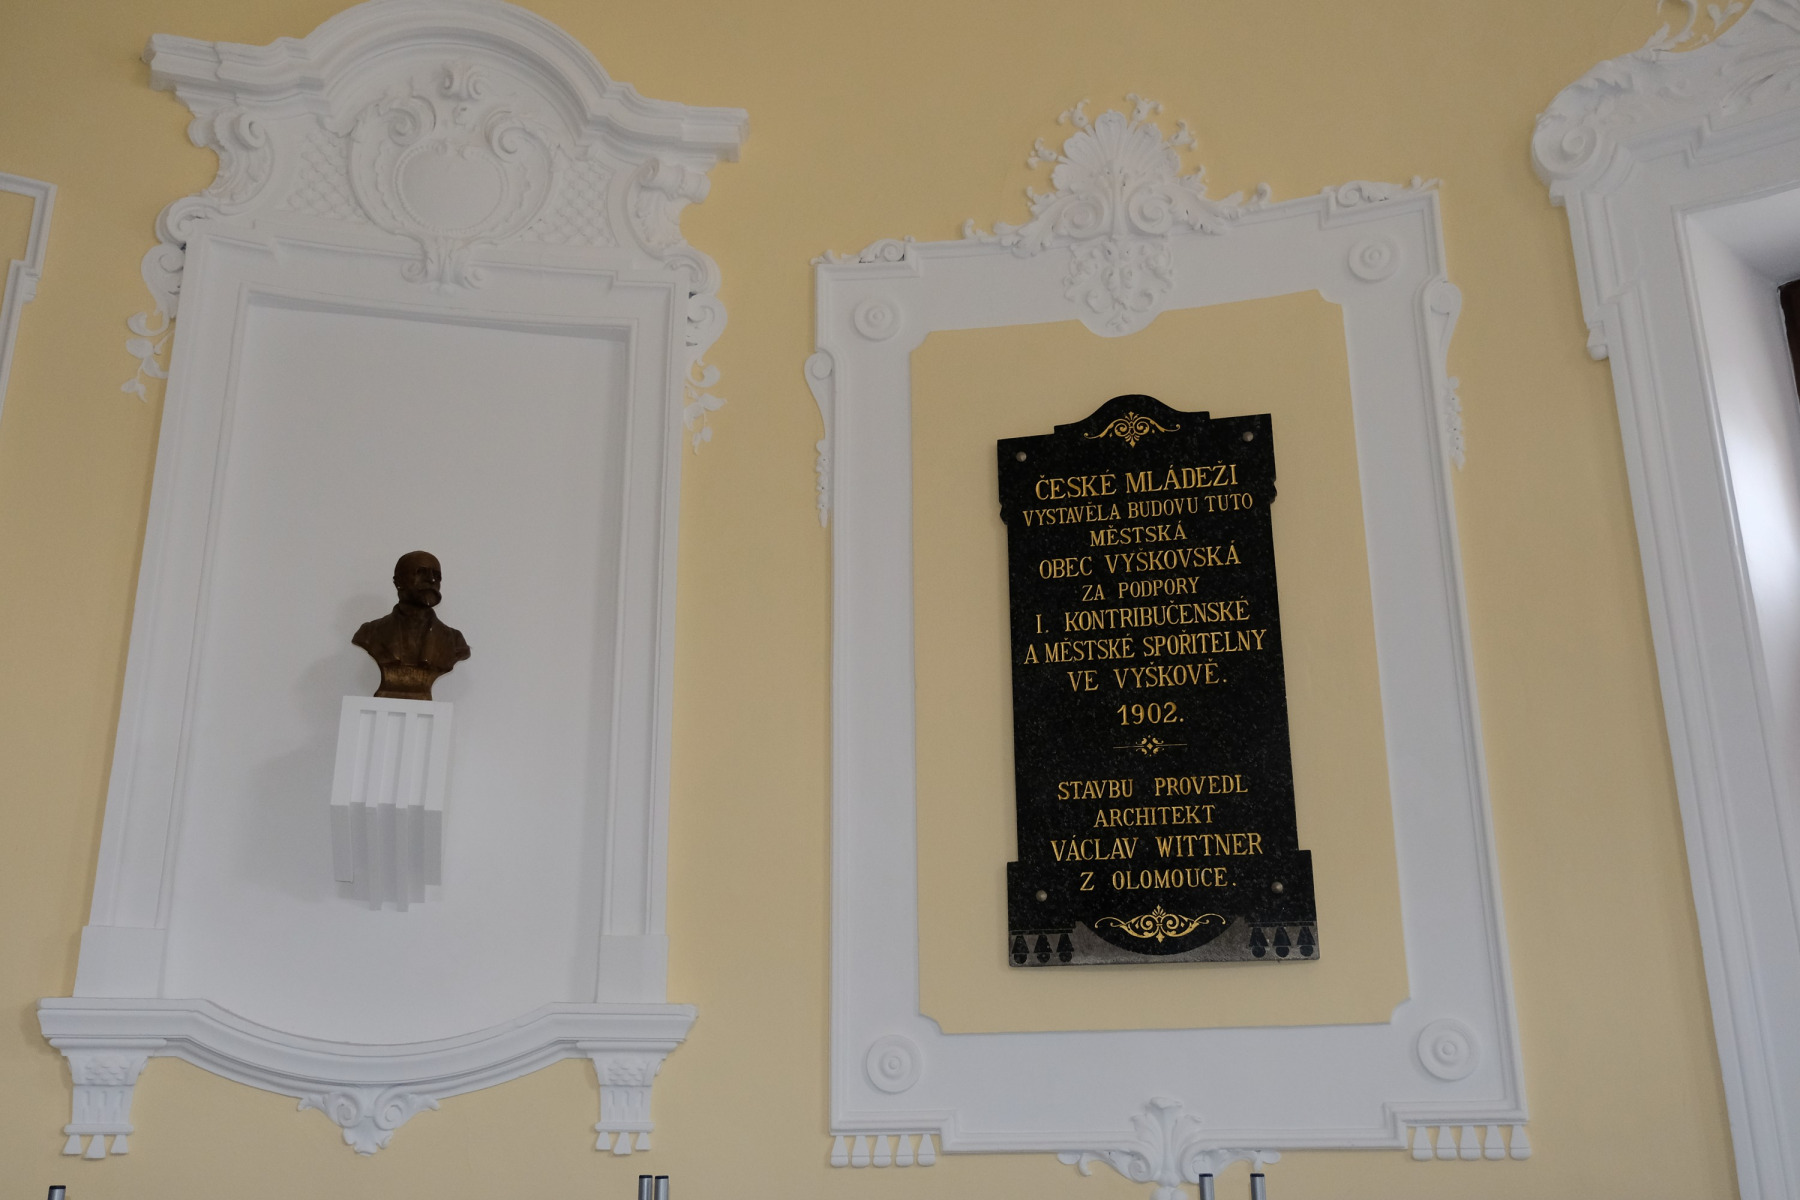 ČESKÉ MLÁDEŽI
VYSTAVĚLA BUDOVU TUTO
MĚSTSKÁ
OBEC VYŠKOVSKÁ
ZA PODPORY
I. KONTRIBUČENSKÉ
A MĚSTSKÉ SPOŘITELNY
VE VYŠKOVĚ.
1902.
STAVBU PROVEDL
ARCHITEKT
VÁCLAV WITTNER
Z OLOMOUCE.